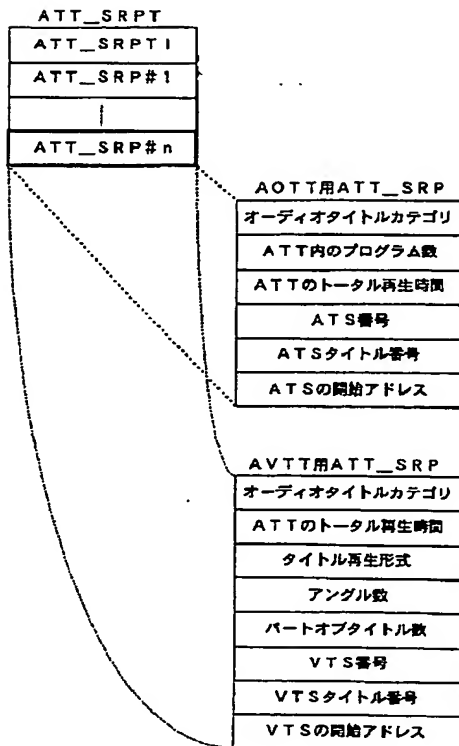 ATT__SRPT
ATT__SRPTI
ATT__SRP#1
ATT__SRP#n
AOTT用ATT__SRP
オーディオタイトルカテゴリ
ATT内のプログラム数
ATTのトータル再生時間
ATS番号
ATSタイトル番号
ATSの開始アドレス
AVTT用ATT__SRP
オーディオタイトルカテゴリ
ATTのトータル再生時間
タイトル再生形式
アングル数
パートオブタイトル数
VTS番号
VTSタイトル番号
VTSの開始アドレス